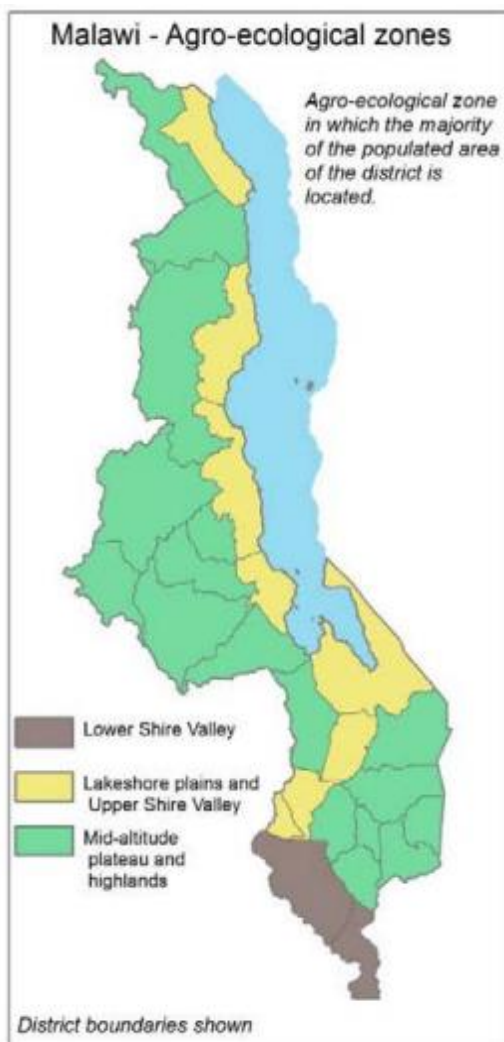 Malawi - Agro-ecological zones
Agro-ecological zone
in which the majority
of the populated area
of the district is
located.
Lower Shire Valley
Lakeshore plains and
Upper Shire Valley
Mid-altitude
plateau and
highlands
District boundaries shown